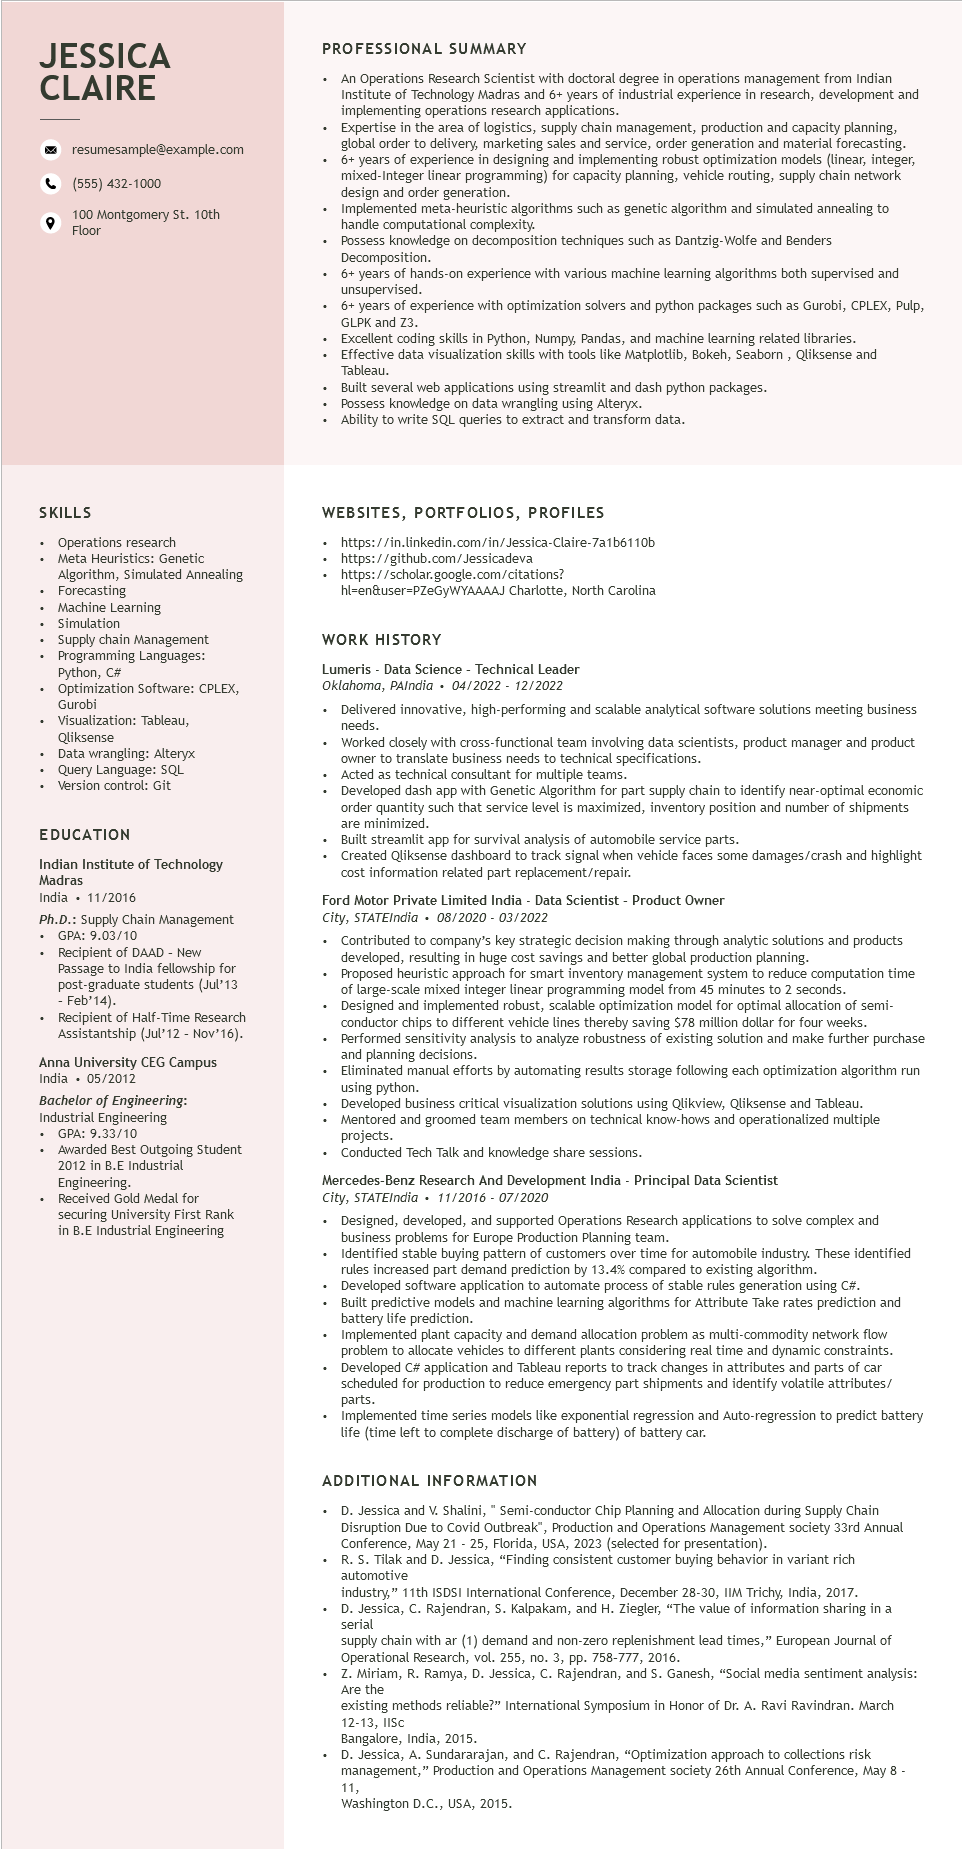 JESSICA
CLAIRE
resumesample@example.com
(555) 432-1000
100 Montgomery St. 10th
Floor
PROFESSIONAL SUMMARY
• An Operations Research Scientist with doctoral degree in operations management from Indian
Institute of Technology Madras and 6+ years of industrial experience in research, development and
implementing operations research applications.
• Expertise in the area of logistics, supply chain management, production and capacity planning,
global order to delivery, marketing sales and service, order generation and material forecasting.
• 6+ years of experience in designing and implementing robust optimization models (linear, integer,
mixed-Integer linear programming) for capacity planning, vehicle routing, supply chain network
design and order generation.
• Implemented meta-heuristic algorithms such as genetic algorithm and simulated annealing to
handle computational complexity.
• Possess knowledge on decomposition techniques such as Dantzig-Wolfe and Benders
Decomposition.
• 6+ years of hands-on experience with various machine learning algorithms both supervised and
unsupervised.
• 6+ years of experience with optimization solvers and python packages such as Gurobi, CPLEX, Pulp,
GLPK and Z3.
• Excellent coding skills in Python, Numpy, Pandas, and machine learning related libraries.
• Effective data visualization skills with tools like Matplotlib, Bokeh, Seaborn , Qliksense and
Tableau.
• Built several web applications using streamlit and dash python packages.
• Possess knowledge on data wrangling using Alteryx.
• Ability to write SQL queries to extract and transform data.
SKILLS
• Operations research
• Meta Heuristics: Genetic
Algorithm, Simulated Annealing
• Forecasting
• Machine Learning
• Simulation
• Supply chain Management
• Programming Languages:
Python, C#
• Optimization Software: CPLEX,
Gurobi
• Visualization: Tableau,
Qliksense
• Data wrangling: Alteryx
• Query Language: SQL
• Version control: Git
EDUCATION
Indian Institute of Technology
Madras
India • 11/2016
Ph.D.: Supply Chain Management
• GPA: 9.03/10
• Recipient of DAAD – New
Passage to India fellowship for
post-graduate students (Jul’13
– Feb’14).
• Recipient of Half-Time Research
Assistantship (Jul’12 – Nov’16).
Anna University CEG Campus
India • 05/2012
Bachelor of Engineering:
Industrial Engineering
• GPA: 9.33/10
• Awarded Best Outgoing Student
2012 in B.E Industrial
Engineering.
• Received Gold Medal for
securing University First Rank
in B.E Industrial Engineering
WEBSITES, PORTFOLIOS, PROFILES
• https://in.linkedin.com/in/Jessica-Claire-7a1b6110b
• https://github.com/Jessicadeva
• https://scholar.google.com/citations?
hl=en&user=PZeGyWYAAAAJ Charlotte, North Carolina
WORK HISTORY
Lumeris - Data Science – Technical Leader
Oklahoma, PAIndia • 04/2022 - 12/2022
• Delivered innovative, high-performing and scalable analytical software solutions meeting business
needs.
• Worked closely with cross-functional team involving data scientists, product manager and product
owner to translate business needs to technical specifications.
• Acted as technical consultant for multiple teams.
• Developed dash app with Genetic Algorithm for part supply chain to identify near-optimal economic
order quantity such that service level is maximized, inventory position and number of shipments
are minimized.
• Built streamlit app for survival analysis of automobile service parts.
• Created Qliksense dashboard to track signal when vehicle faces some damages/crash and highlight
cost information related part replacement/repair.
Ford Motor Private Limited India - Data Scientist – Product Owner
City, STATEIndia • 08/2020 - 03/2022
• Contributed to company’s key strategic decision making through analytic solutions and products
developed, resulting in huge cost savings and better global production planning.
• Proposed heuristic approach for smart inventory management system to reduce computation time
of large-scale mixed integer linear programming model from 45 minutes to 2 seconds.
• Designed and implemented robust, scalable optimization model for optimal allocation of semi-
conductor chips to different vehicle lines thereby saving $78 million dollar for four weeks.
• Performed sensitivity analysis to analyze robustness of existing solution and make further purchase
and planning decisions.
• Eliminated manual efforts by automating results storage following each optimization algorithm run
using python.
• Developed business critical visualization solutions using Qlikview, Qliksense and Tableau.
• Mentored and groomed team members on technical know-hows and operationalized multiple
projects.
• Conducted Tech Talk and knowledge share sessions.
Mercedes-Benz Research And Development India - Principal Data Scientist
City, STATEIndia • 11/2016 - 07/2020
• Designed, developed, and supported Operations Research applications to solve complex and
business problems for Europe Production Planning team.
• Identified stable buying pattern of customers over time for automobile industry. These identified
rules increased part demand prediction by 13.4% compared to existing algorithm.
• Developed software application to automate process of stable rules generation using C#.
• Built predictive models and machine learning algorithms for Attribute Take rates prediction and
battery life prediction.
• Implemented plant capacity and demand allocation problem as multi-commodity network flow
problem to allocate vehicles to different plants considering real time and dynamic constraints.
• Developed C# application and Tableau reports to track changes in attributes and parts of car
scheduled for production to reduce emergency part shipments and identify volatile attributes/
parts.
• Implemented time series models like exponential regression and Auto-regression to predict battery
life (time left to complete discharge of battery) of battery car.
ADDITIONAL INFORMATION
• D. Jessica and V. Shalini, " Semi-conductor Chip Planning and Allocation during Supply Chain
Disruption Due to Covid Outbreak", Production and Operations Management society 33rd Annual
Conference, May 21 - 25, Florida, USA, 2023 (selected for presentation).
• R. S. Tilak and D. Jessica, “Finding consistent customer buying behavior in variant rich
automotive
industry,” 11th ISDSI International Conference, December 28-30, IIM Trichy, India, 2017.
• D. Jessica, C. Rajendran, S. Kalpakam, and H. Ziegler, “The value of information sharing in a
serial
supply chain with ar (1) demand and non-zero replenishment lead times,” European Journal of
Operational Research, vol. 255, no. 3, pp. 758–777, 2016.
• Z. Miriam, R. Ramya, D. Jessica, C. Rajendran, and S. Ganesh, “Social media sentiment analysis:
Are the
existing methods reliable?” International Symposium in Honor of Dr. A. Ravi Ravindran. March
12-13, IISc
Bangalore, India, 2015.
• D. Jessica, A. Sundararajan, and C. Rajendran, “Optimization approach to collections risk
management,” Production and Operations Management society 26th Annual Conference, May 8 -
11,
Washington D.C., USA, 2015.